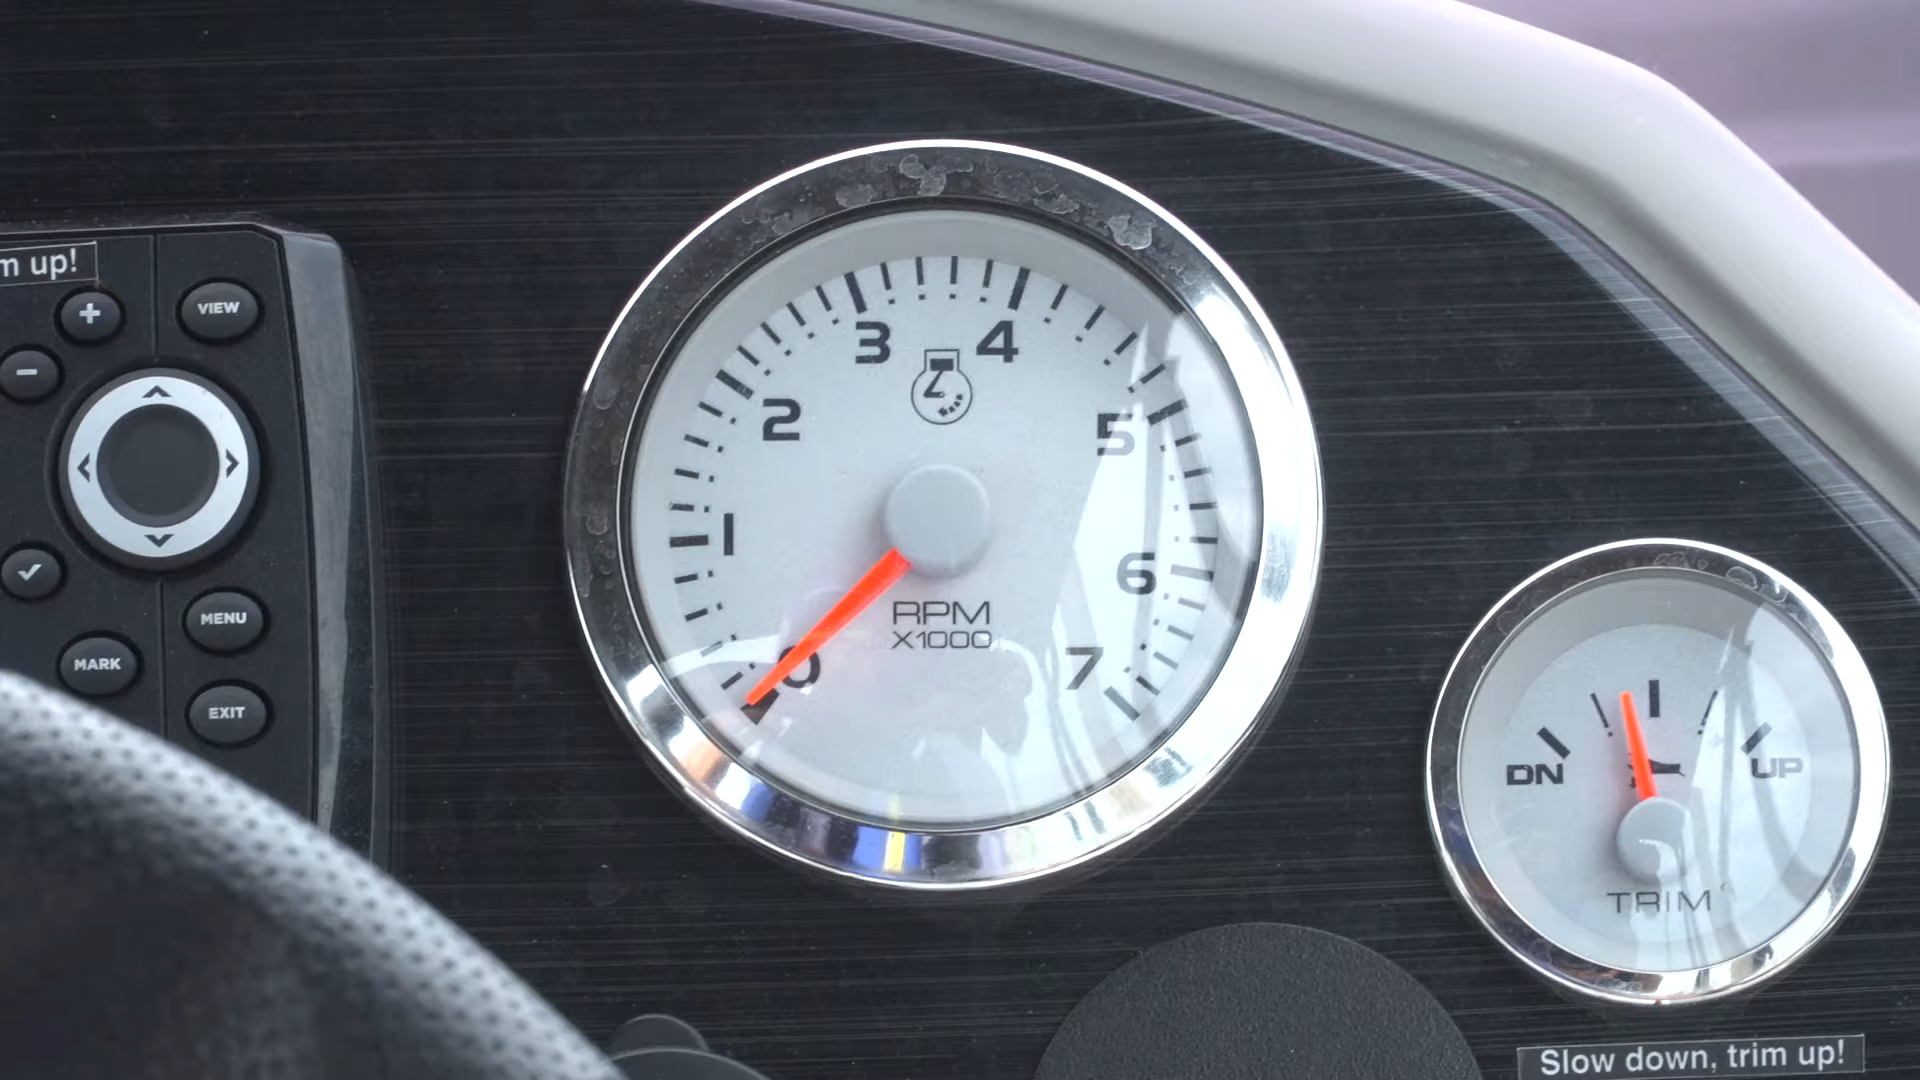 m up!
VIEW
MENU
MARK
EXIT
0
1
2
3
4
5
6
7
RPM
X1000
DN
UP
TRIM
Slow down, trim up!